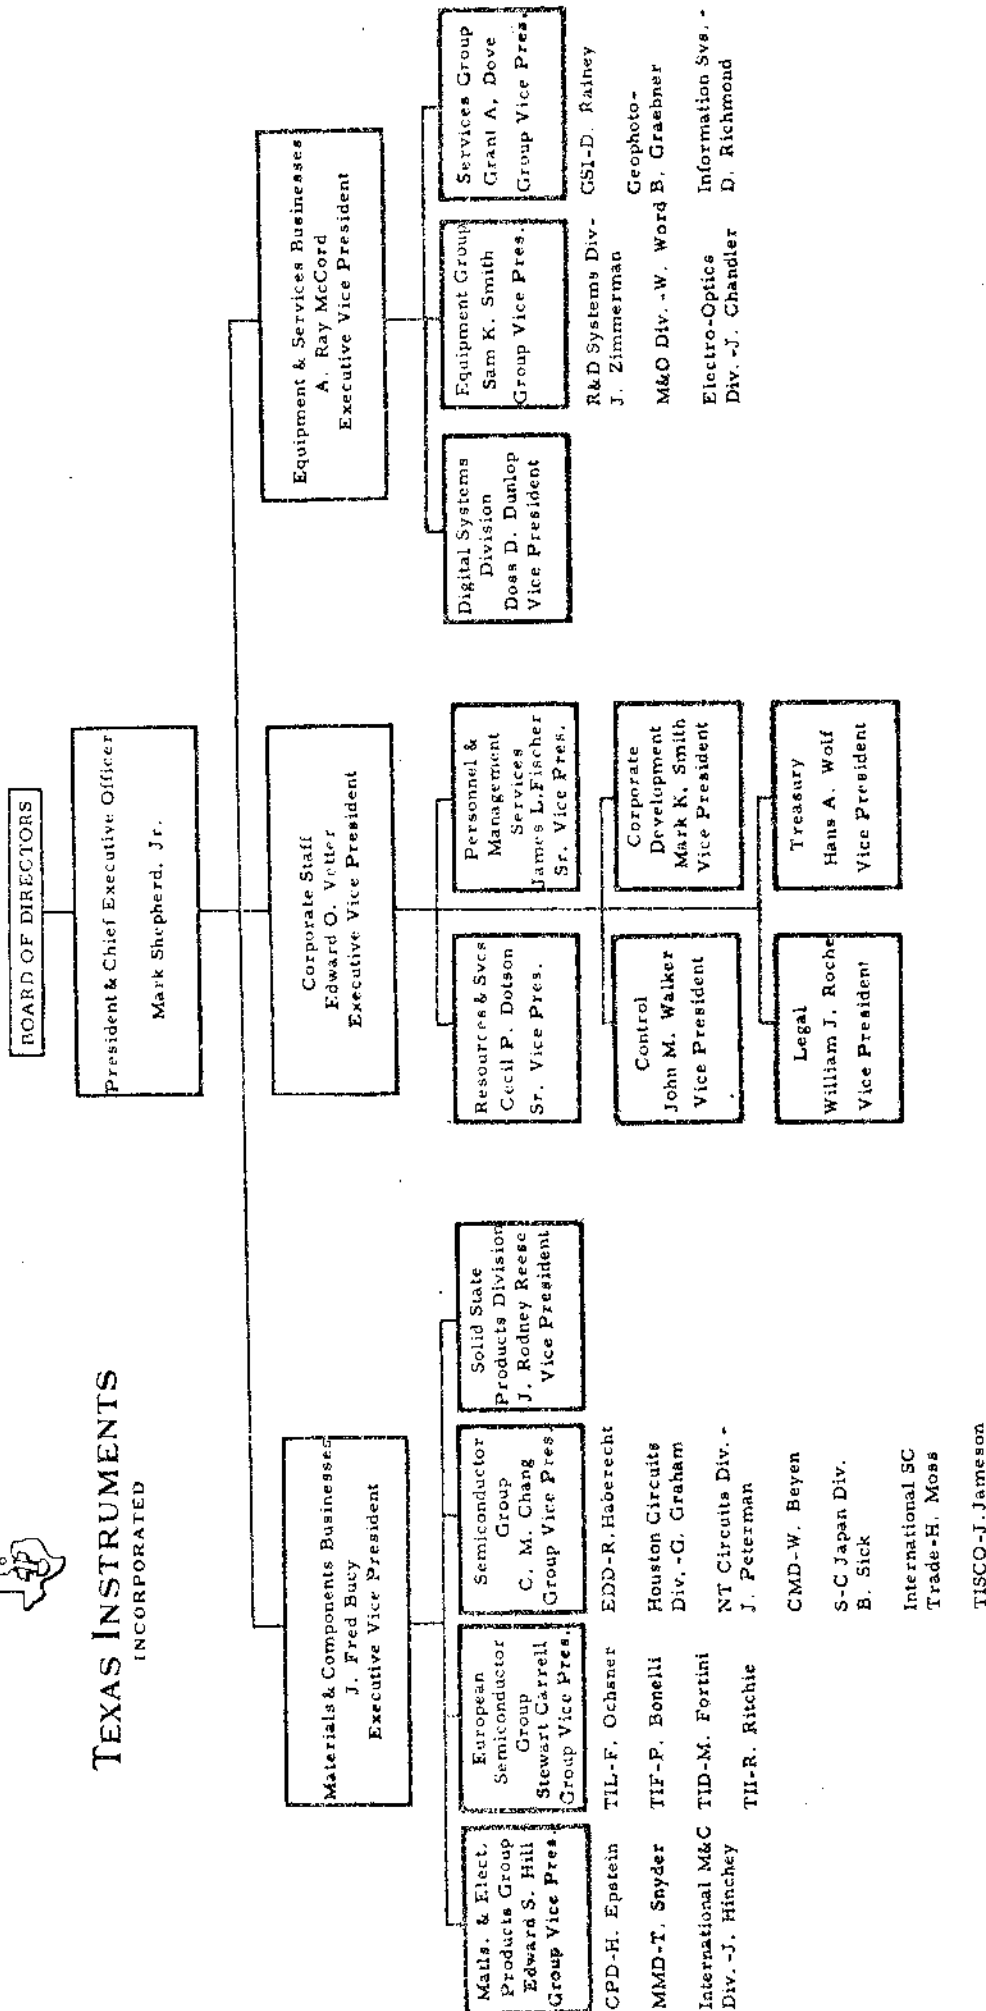 TEXAS INSTRUMENTS
INCORPORATED
BOARD OF DIRECTORS
President & Chief Executive Officer
Mark Shepherd, Jr.
Materials & Components Businesses
J. Fred Bucy
Executive Vice President
Corporate Staff
Edward O. Vetter
Executive Vice President
Equipment & Services Businesses
A. Ray McCord
Executive Vice President
Matls. & Elect.
Products Group
Edward S. Hill
Group Vice Pres.
CPD-H. Epstein
MMD-T. Snyder
International M&C
Div.-J. Hinchey
European
Semiconductor
Group
Stewart Carrell
Group Vice Pres.
TIL-F. Ochsner
TIF-P. Bonelli
TID-M. Fortini
TII-R. Ritchie
Semiconductor
Group
C. M. Chang
Group Vice Pres.
EDD-R. Haberecht
Houston Circuits
Div.-G. Graham
NT Circuits Div.-
J. Peterman
CMD-W. Beyen
S-C Japan Div.
B. Sick
International SC
Trade-H. Moss
TISCO-J. Jameson
Solid State
Products Division
J. Rodney Reese
Vice President
Resources & Svcs
Cecil P. Dotson
Sr. Vice Pres.
Personnel &
Management
Services
James L. Fischer
Sr. Vice Pres.
Control
John M. Walker
Vice President
Corporate
Development
Mark K. Smith
Vice President
Legal
William J. Roche
Vice President
Treasury
Hans A. Wolf
Vice President
Digital Systems
Division
Doss D. Dunlop
Vice President
Equipment Group
Sam K. Smith
Group Vice Pres.
R&D Systems Div-
J. Zimmerman
M&O Div.-W. Word
Electro-Optics
Div.-J. Chandler
Services Group
Grant A. Dove
Group Vice Pres.
GSI-D. Rainey
Geophoto-
B. Graebner
Information Svs.-
D. Richmond